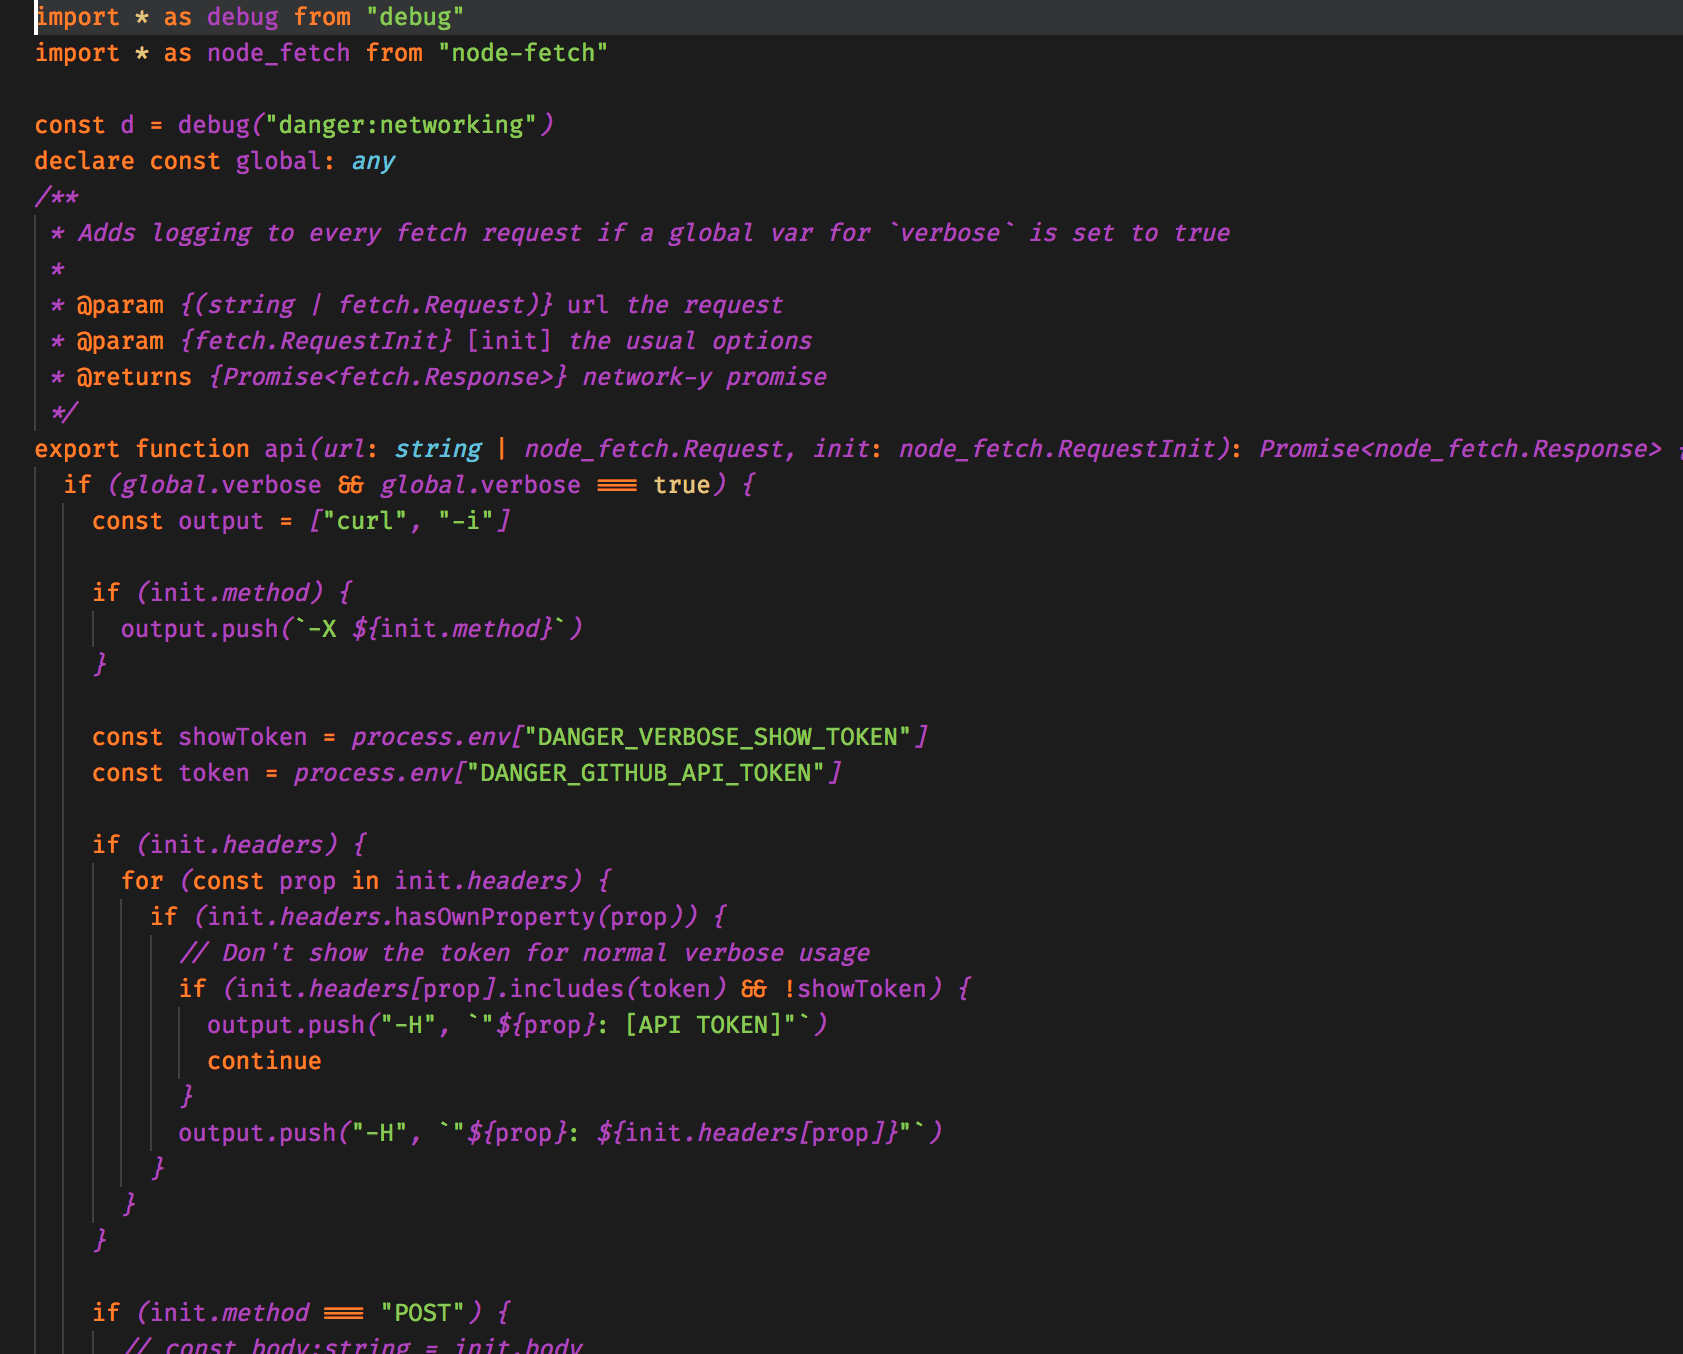 import * as debug from "debug"
import * as node_fetch from "node-fetch"
const d = debug("danger:networking")
declare const global: any
/**
* Adds logging to every fetch request if a global var for `verbose` is set to true
*
* @param {(string | fetch.Request)} url the request
* @param {fetch.RequestInit} [init] the usual options
* @returns {Promise<fetch.Response>} network-y promise
*/
export function api(url: string | node_fetch.Request, init: node_fetch.RequestInit): Promise<node_fetch.Response> {
if (global.verbose && global.verbose === true) {
const output = ["curl", "-i"]
if (init.method) {
output.push(`-X ${init.method}`)
}
const showToken = process.env["DANGER_VERBOSE_SHOW_TOKEN"]
const token = process.env["DANGER_GITHUB_API_TOKEN"]
if (init.headers) {
for (const prop in init.headers) {
if (init.headers.hasOwnProperty(prop)) {
// Don't show the token for normal verbose usage
if (init.headers[prop].includes(token) && !showToken) {
output.push("-H", `"${prop}: [API TOKEN]"`)
continue
}
output.push("-H", `"${prop}: ${init.headers[prop]}"`)
}
}
}
if (init.method === "POST") {
// const body:string = init.body